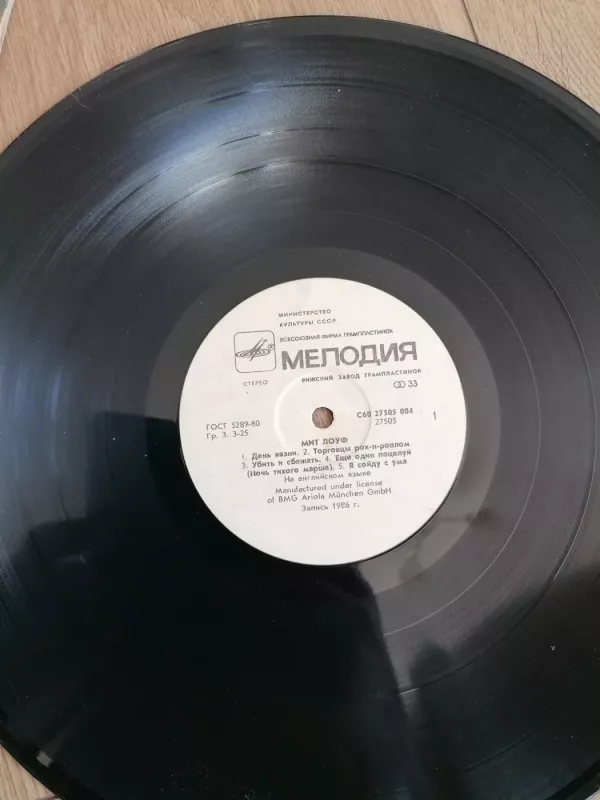 МИНИСТЕРСТВО
КУЛЬТУРЫ СССР
ВСЕСОЮЗНАЯ ФИРМА ГРАМПЛАСТИНОК
МЕЛОДИЯ
СТЕРЕО
РИЖСКИЙ ЗАВОД ГРАМПЛАСТИНОК
33
ГОСТ 5289-80
Гр. 3. 3-25
С60 27505 004
27505
1
МИТ ЛОУФ
1. День казни. 2. Торговцы рок-н-роллом
3. Убить и сбежать. 4. Еще один поцелуй
(Ночь тихого марша). 5. Я сойду с ума
На английском языке
Manufactured under license
of BMG Ariola München GmbH
Запись 1986 г.